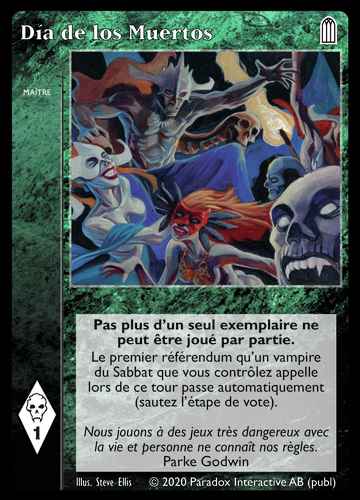 Día de los Muertos
MAÎTRE
Pas plus d'un seul exemplaire ne
peut être joué par partie.
Le premier référendum qu'un vampire
du Sabbat que vous contrôlez appelle
lors de ce tour passe automatiquement
(sautez l'étape de vote).
Nous jouons à des jeux très dangereux avec
la vie et personne ne connaît nos règles.
Parke Godwin
1
Illus. Steve Ellis © 2020 Paradox Interactive AB (publ)